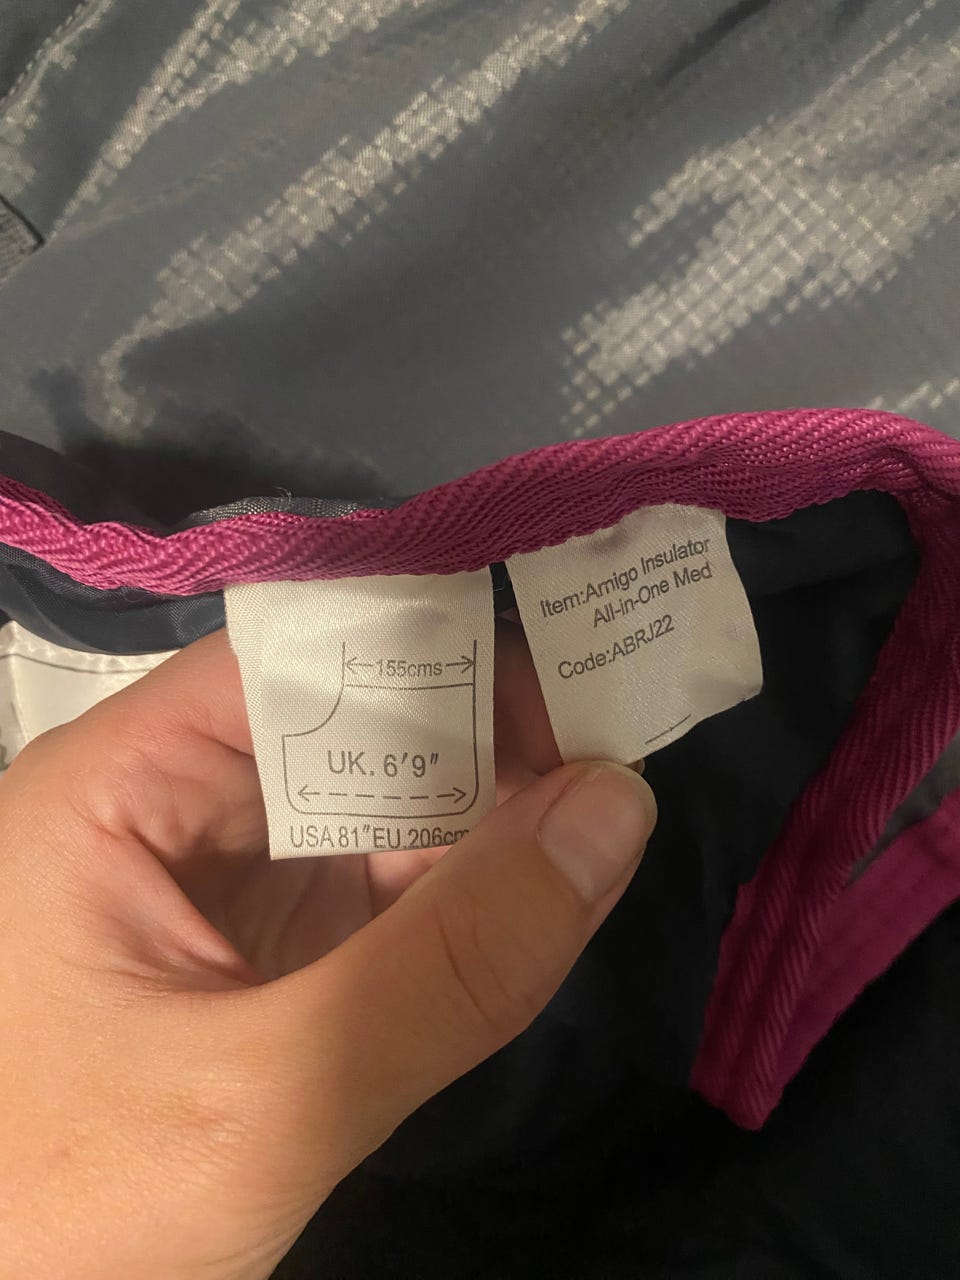 155cms
UK. 6'9"
USA 81" EU.206cm
Item:Amigo Insulator
All-in-One Med
Code:ABRJ22